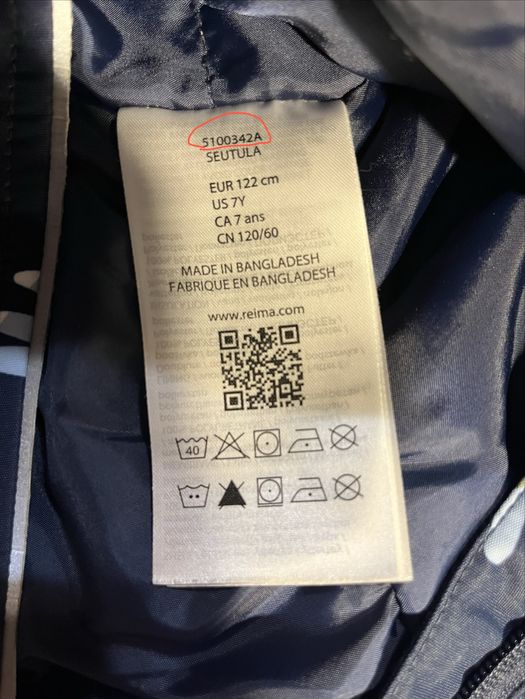 5100342A
SEUTULA
EUR 122 cm
US 7Y
CA 7 ans
CN 120/60
MADE IN BANGLADESH
FABRIQUE EN BANGLADESH
www.reima.com
40